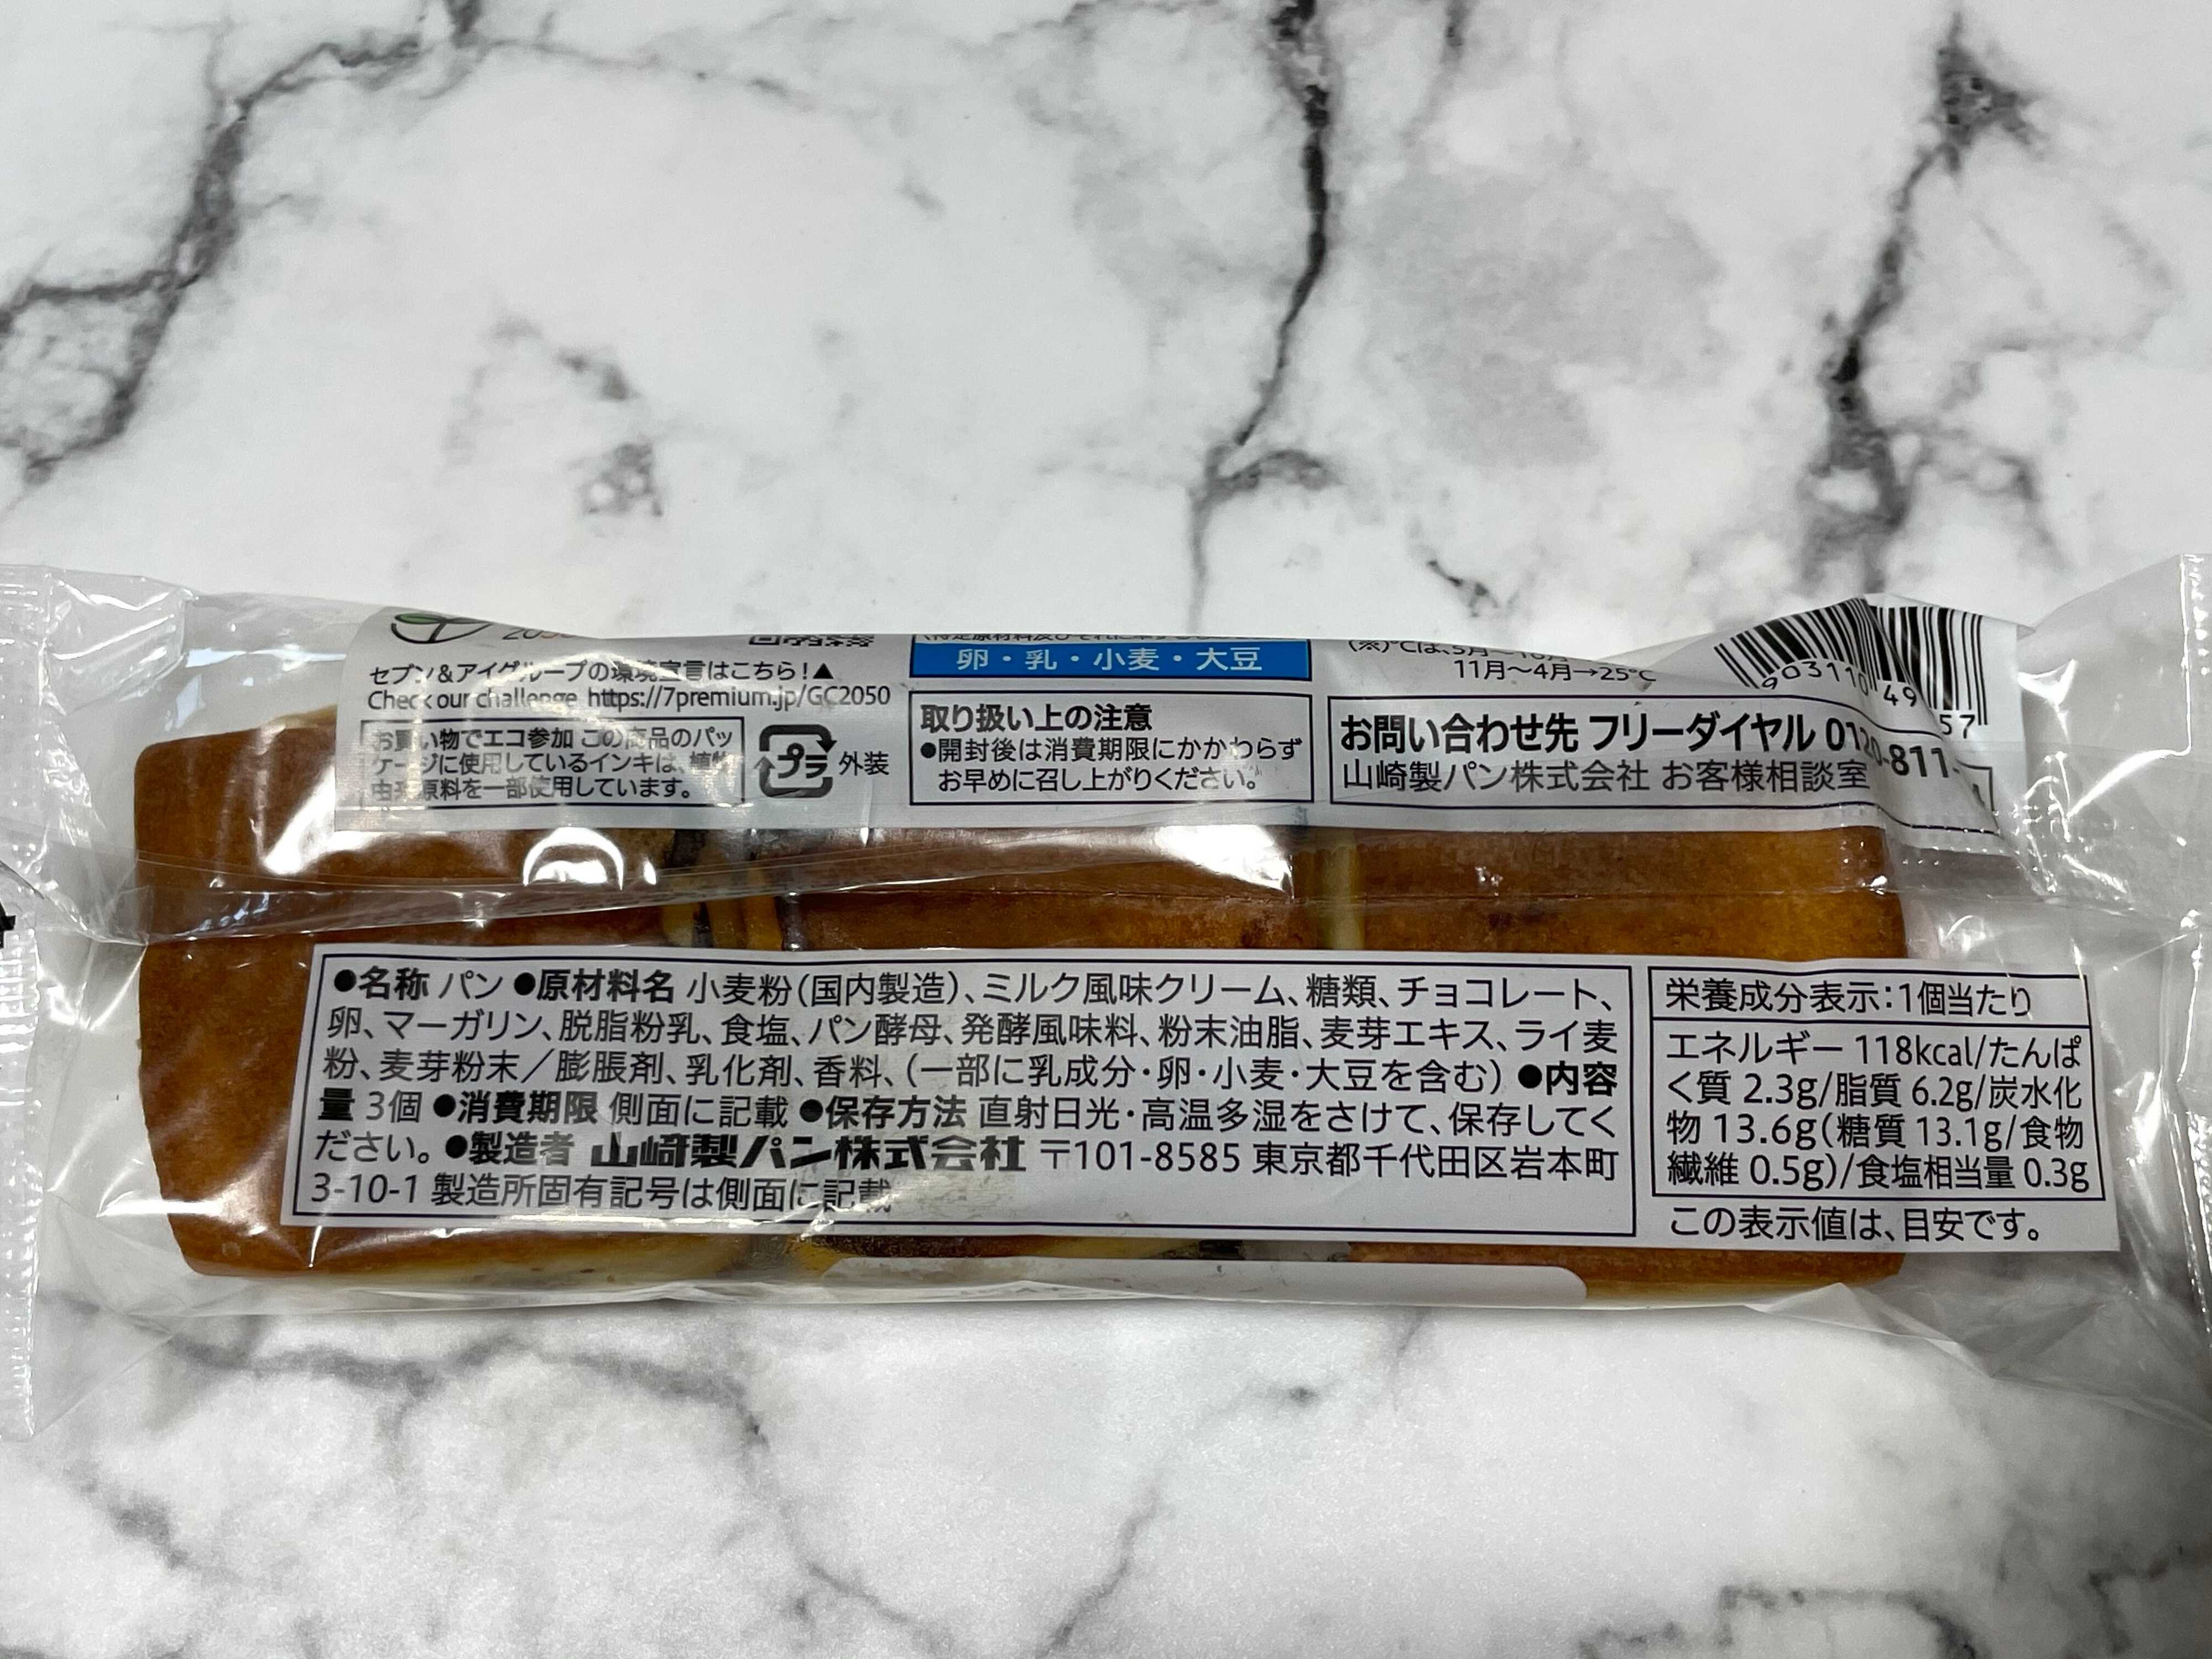 セブン&アイグループの環境宣言はこちら!▲
Check our challenge https://7premium.jp/GC2050
お買い物でエコ参加 この商品のパッ
ケージに使用しているインキは、植物
由来原料を一部使用しています。
プラ 外装
卵・乳・小麦・大豆
取り扱い上の注意
●開封後は消費期限にかかわらず
お早めに召し上がりください。
11月〜4月→25℃
お問い合わせ先 フリーダイヤル 0120-811-
山崎製パン株式会社 お客様相談室
●名称 パン ●原材料名 小麦粉(国内製造)、ミルク風味クリーム、糖類、チョコレート、
卵、マーガリン、脱脂粉乳、食塩、パン酵母、発酵風味料、粉末油脂、麦芽エキス、ライ麦
粉、麦芽粉末/膨脹剤、乳化剤、香料、(一部に乳成分・卵・小麦・大豆を含む) ●内容
量 3個 ●消費期限 側面に記載 ●保存方法 直射日光・高温多湿をさけて、保存してく
ださい。●製造者 山崎製パン株式会社 〒101-8585 東京都千代田区岩本町
3-10-1 製造所固有記号は側面に記載
栄養成分表示:1個当たり
エネルギー 118kcal/たんぱ
く質 2.3g/脂質 6.2g/炭水化
物 13.6g(糖質 13.1g/食物
繊維 0.5g)/食塩相当量 0.3g
この表示値は、目安です。